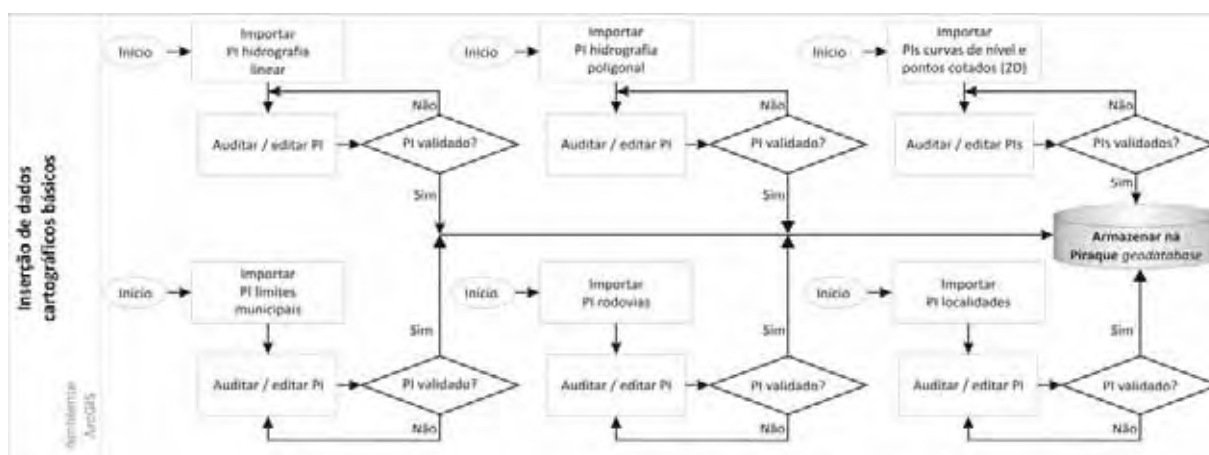 Inserção de dados
cartográficos básicos
Ambiente
ArcGIS
Início
Importar
PI hidrografia
linear
Auditar / editar PI
PI validado?
Não
Sim
Início
Importar
PI hidrografia
poligonal
Auditar / editar PI
PI validado?
Não
Sim
Início
Importar
PIs curvas de nível e
pontos cotados (2D)
Auditar / editar PIs
PIs validados?
Não
Sim
Armazenar na
Piraque geodatabase
Início
Importar
PI limites
municipais
Auditar / editar PI
PI validado?
Sim
Não
Início
Importar
PI rodovias
Auditar / editar PI
PI validado?
Sim
Não
Início
Importar
PI localidades
Auditar / editar PI
PI validado?
Sim
Não